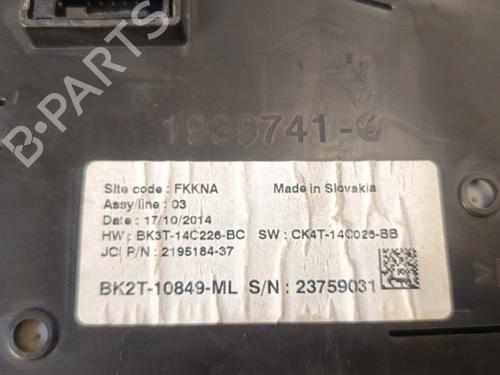 1939741-
Site code : FKKNA Made in Slovakia
Assy line : 03
Date : 17/10/2014
HW : BK3T-14C226-BC SW : CK4T-14C026-BB
JCI P/N : 2195184-37
BK2T-10849-ML S/N : 23759031
B-PARTS